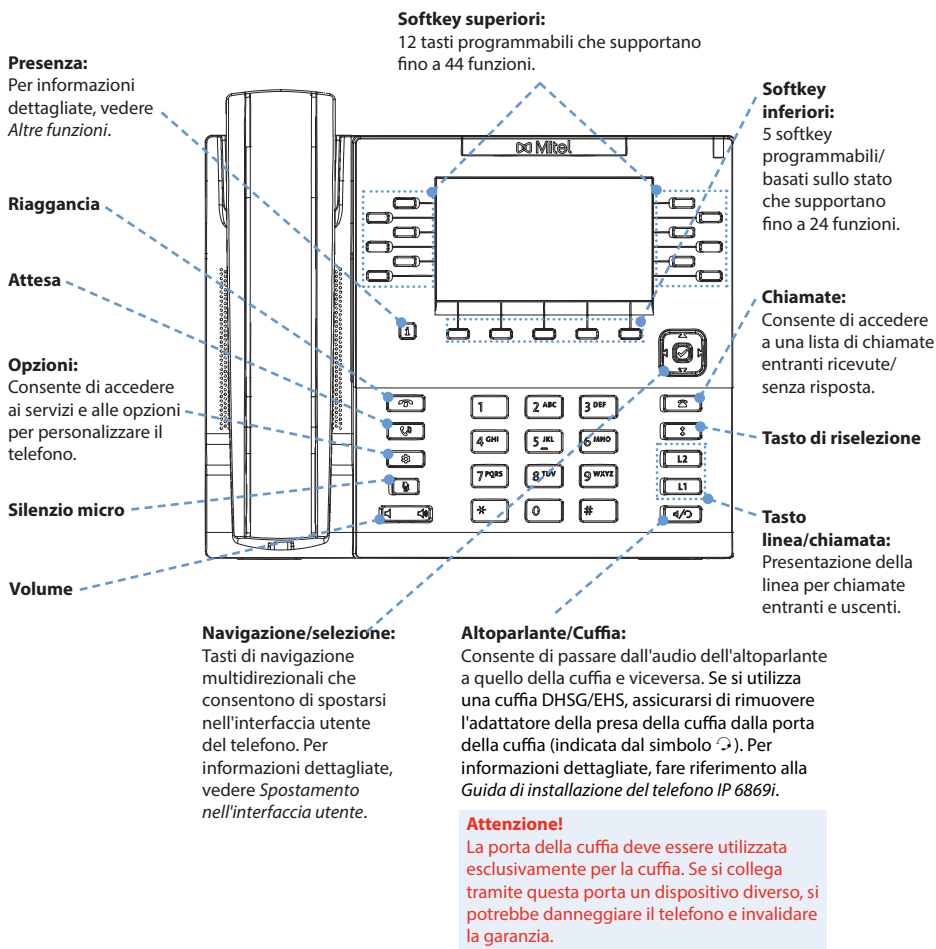 Softkey superiori:
12 tasti programmabili che supportano
fino a 44 funzioni.
Presenza:
Per informazioni
dettagliate, vedere
Altre funzioni.
Softkey
inferiori:
5 softkey
programmabili/
basati sullo stato
che supportano
fino a 24 funzioni.
Mitel
Riaggancia
Attesa
Chiamate:
Consente di accedere
a una lista di chiamate
entranti ricevute/
senza risposta.
i
Opzioni:
Consente di accedere
ai servizi e alle opzioni
per personalizzare il
telefono.
1 2 ABC 3 DEF
4 GHI 5 JKL 6 MNO
7 PQRS 8 TUV 9 WXYZ
* 0 #
Tasto di riselezione
L2
L1
Silenzio micro
Tasto
linea/chiamata:
Presentazione della
linea per chiamate
entranti e uscenti.
Volume
Navigazione/selezione:
Tasti di navigazione
multidirezionali che
consentono di spostarsi
nell'interfaccia utente
del telefono. Per
informazioni dettagliate,
vedere Spostamento
nell'interfaccia utente.
Altoparlante/Cuffia:
Consente di passare dall'audio dell'altoparlante
a quello della cuffia e viceversa. Se si utilizza
una cuffia DHSG/EHS, assicurarsi di rimuovere
l'adattatore della presa della cuffia dalla porta
della cuffia (indicata dal simbolo ). Per
informazioni dettagliate, fare riferimento alla
Guida di installazione del telefono IP 6869i.
Attenzione!
La porta della cuffia deve essere utilizzata
esclusivamente per la cuffia. Se si collega
tramite questa porta un dispositivo diverso, si
potrebbe danneggiare il telefono e invalidare
la garanzia.